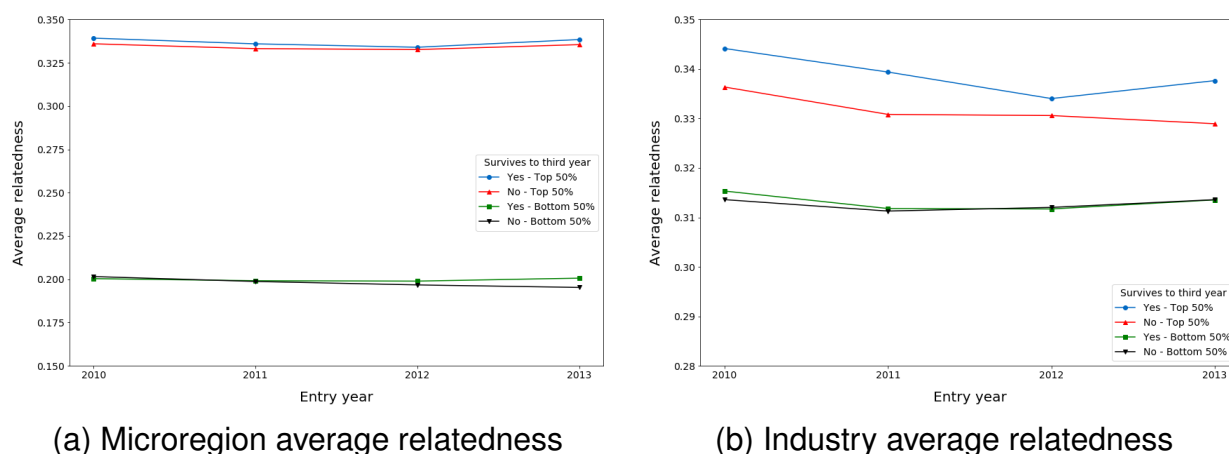 0.350
0.325
0.300
0.275
0.250
0.225
0.200
0.175
0.150
Average relatedness
Survives to third year
Yes - Top 50%
No - Top 50%
Yes - Bottom 50%
No - Bottom 50%
2010 2011 2012 2013
Entry year
(a) Microregion average relatedness
0.35
0.34
0.33
0.32
0.31
0.30
0.29
0.28
Average relatedness
Survives to third year
Yes - Top 50%
No - Top 50%
Yes - Bottom 50%
No - Bottom 50%
2010 2011 2012 2013
Entry year
(b) Industry average relatedness